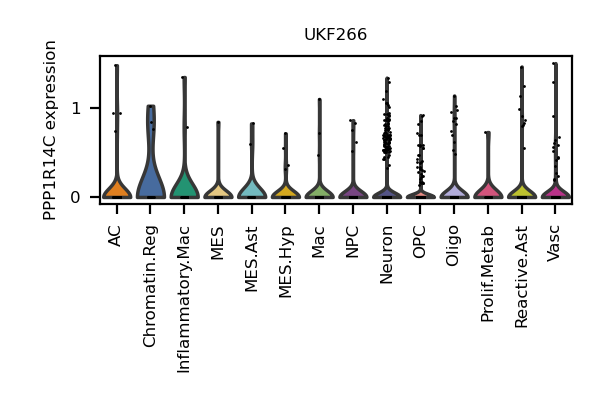 UKF266
PPP1R14C expression
1
0
AC
Chromatin.Reg
Inflammatory.Mac
MES
MES.Ast
MES.Hyp
Mac
NPC
Neuron
OPC
Oligo
Prolif.Metab
Reactive.Ast
Vasc